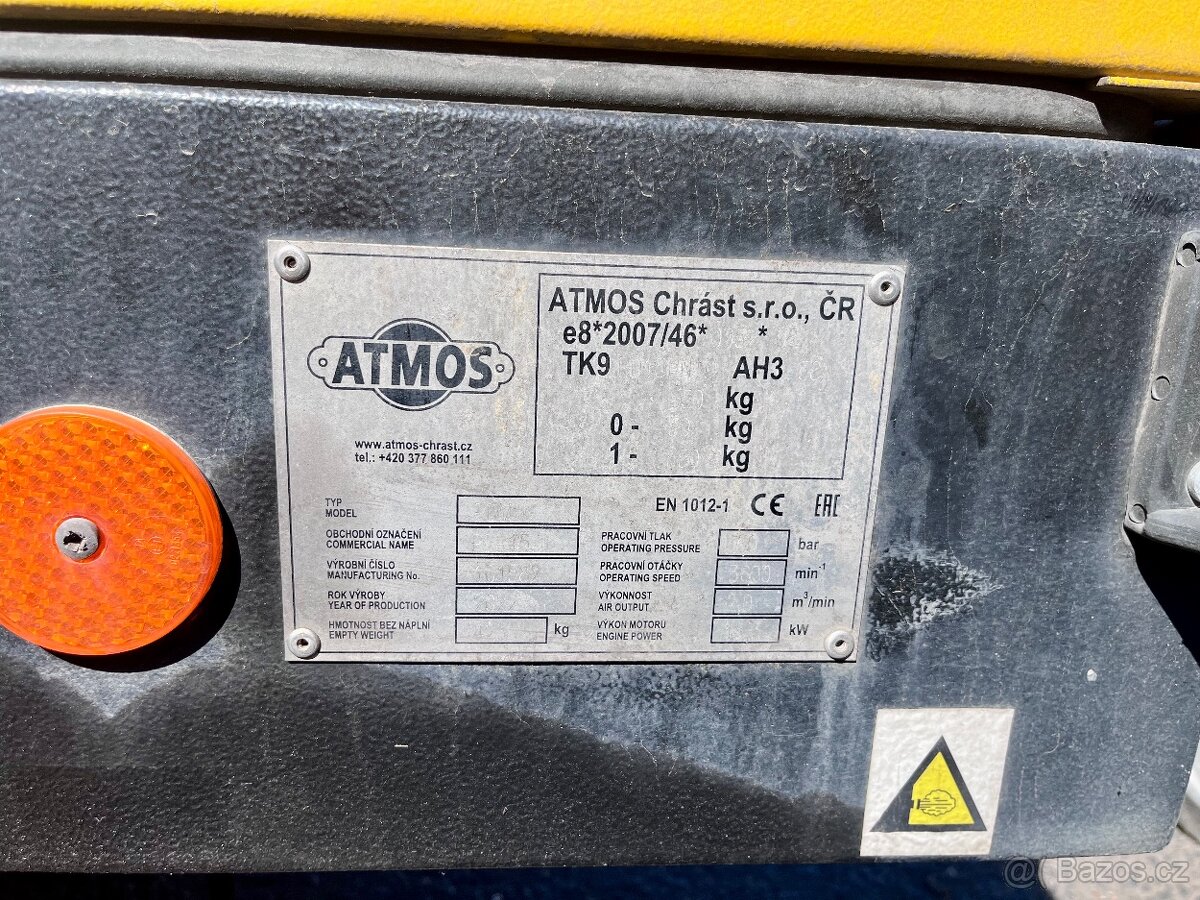 ATMOS
www.atmos-chrast.cz
tel.: +420 377 860 111
ATMOS Chrást s.r.o., ČR
e8*2007/46* *
TK9 AH3
kg
0- kg
1- kg
EN 1012-1 CE EAC
TYP
MODEL
OBCHODNÍ OZNAČENÍ
COMMERCIAL NAME
VÝROBNÍ ČÍSLO
MANUFACTURING No.
ROK VÝROBY
YEAR OF PRODUCTION
HMOTNOST BEZ NÁPLNÍ
EMPTY WEIGHT kg
PRACOVNÍ TLAK
OPERATING PRESSURE bar
PRACOVNÍ OTÁČKY
OPERATING SPEED min-1
VÝKONNOST
AIR OUTPUT m3/min
VÝKON MOTORU
ENGINE POWER kW
@ Bazos.cz